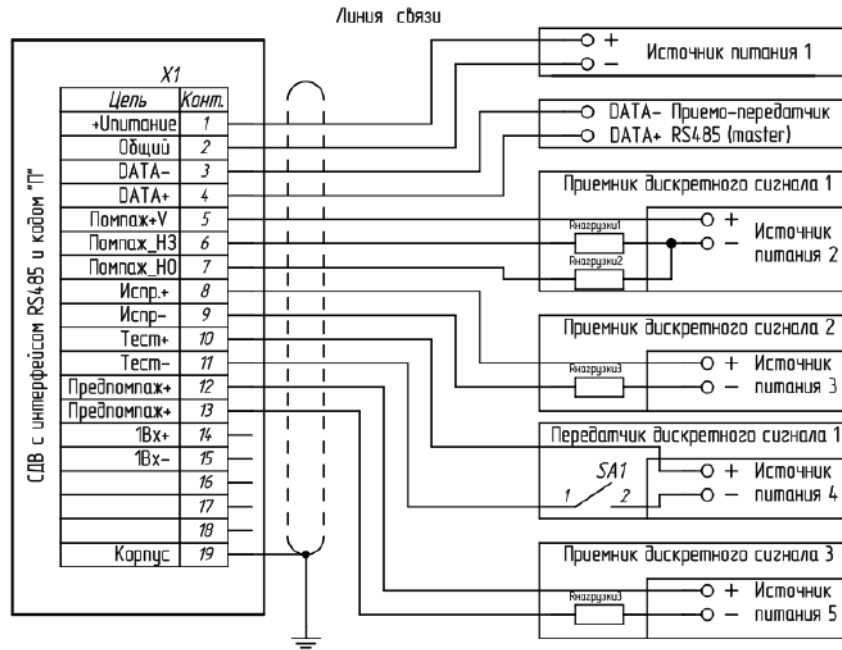 Линия связи
СДВ с интерфейсом RS485 и кодом "П"
X1
Цепь Конт.
+Uпитание 1
Общий 2
DATA- 3
DATA+ 4
Помпаж+V 5
Помпаж_НЗ 6
Помпаж_НО 7
Испр.+ 8
Испр- 9
Тест+ 10
Тест- 11
Предпомпаж+ 12
Предпомпаж+ 13
1Вх+ 14
1Вх- 15
16
17
18
Корпус 19
+ Источник питания 1
–
DATA- Приемо-передатчик
DATA+ RS485 (master)
Приемник дискретного сигнала 1
Rнагрузки1
Rнагрузки2
+ Источник
– питания 2
Приемник дискретного сигнала 2
Rнагрузки3
+ Источник
– питания 3
Передатчик дискретного сигнала 1
SA1
1 2
+ Источник
– питания 4
Приемник дискретного сигнала 3
Rнагрузки3
+ Источник
– питания 5